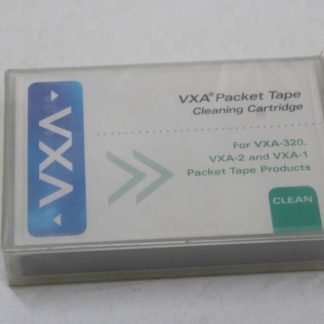 VXA
VXA® Packet Tape
Cleaning Cartridge
For VXA-320,
VXA-2 and VXA-1
Packet Tape Products
CLEAN